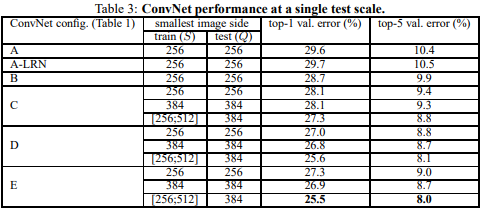 Table 3: ConvNet performance at a single test scale.
ConvNet config. (Table 1) smallest image side top-1 val. error (%) top-5 val. error (%)
train (S) test (Q)
A 256 256 29.6 10.4
A-LRN 256 256 29.7 10.5
B 256 256 28.7 9.9
C 256 256 28.1 9.4
384 384 28.1 9.3
[256;512] 384 27.3 8.8
D 256 256 27.0 8.8
384 384 26.8 8.7
[256;512] 384 25.6 8.1
E 256 256 27.3 9.0
384 384 26.9 8.7
[256;512] 384 25.5 8.0